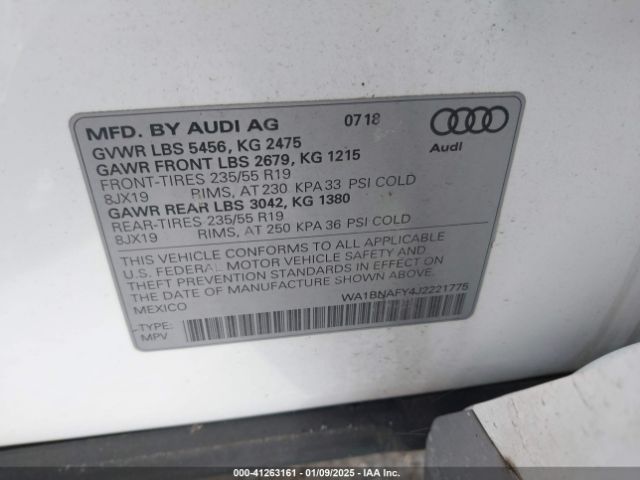 MFD. BY AUDI AG 07 18
GVWR LBS 5456, KG 2475
GAWR FRONT LBS 2679, KG 1215
FRONT-TIRES 235/55 R19
8JX19 RIMS, AT 230 KPA 33 PSI COLD
GAWR REAR LBS 3042, KG 1380
REAR-TIRES 235/55 R19
8JX19 RIMS, AT 250 KPA 36 PSI COLD
Audi
THIS VEHICLE CONFORMS TO ALL APPLICABLE
U.S. FEDERAL MOTOR VEHICLE SAFETY AND
THEFT PREVENTION STANDARDS IN EFFECT ON
THE DATE OF MANUFACTURE SHOWN ABOVE.
MEXICO
WA1BNAFY4J2221775
TYPE:
MPV
000-41263161 - 01/09/2025 - IAA Inc.